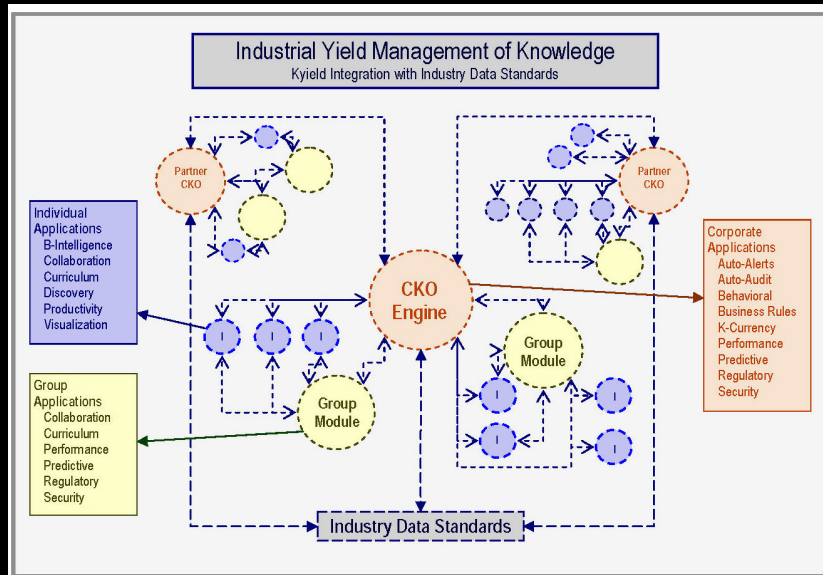 Industrial Yield Management of Knowledge
Kyield Integration with Industry Data Standards
Partner
CKO
Partner
CKO
Individual
Applications
B-Intelligence
Collaboration
Curriculum
Discovery
Productivity
Visualization
CKO
Engine
Corporate
Applications
Auto-Alerts
Auto-Audit
Behavioral
Business Rules
K-Currency
Performance
Predictive
Regulatory
Security
I
I
I
Group
Module
Group
Applications
Collaboration
Curriculum
Performance
Predictive
Regulatory
Security
Group
Module
I
I
I
I
Industry Data Standards